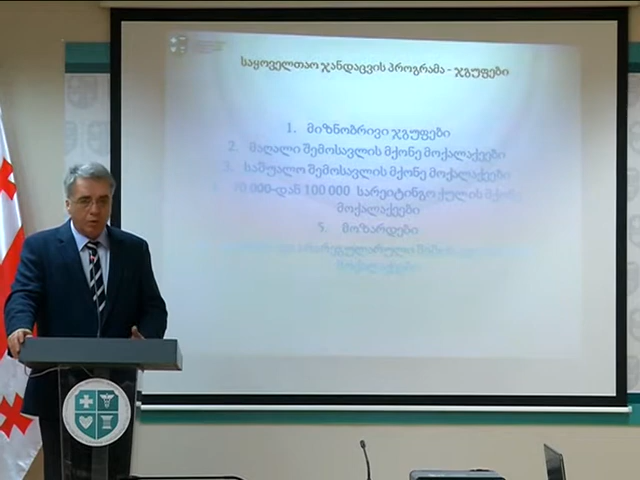 საყოველთაო ჯანდაცვის პროგრამა - ჯგუფები
1. მიზნობრივი ჯგუფები
2. მაღალი შემოსავლის მქონე მოქალაქეები
3. საშუალო შემოსავლის მქონე მოქალაქეები
70 000-დან 100 000 სარეიტინგო ქულის მქონე
მოქალაქეები
5. მოზარდები
მოქალაქეები